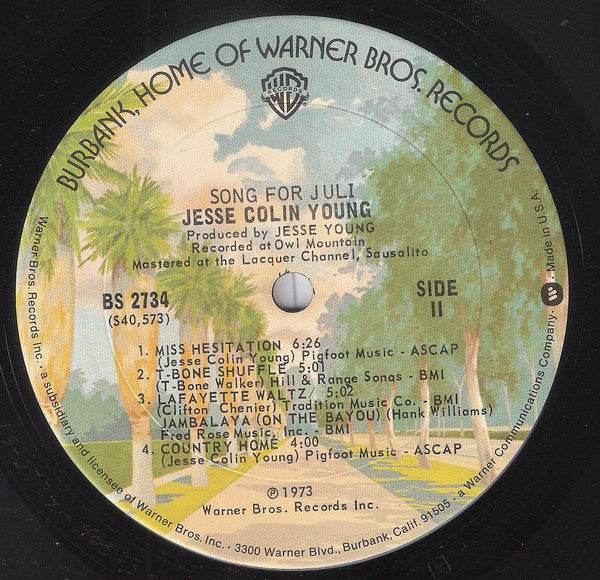 BURBANK, HOME OF WARNER BROS. RECORDS
SONG FOR JULI
JESSE COLIN YOUNG
Produced by JESSE YOUNG
Recorded at Owl Mountain
Mastered at the Lacquer Channel, Sausalito
BS 2734
(S40,573)
SIDE
II
1. MISS HESITATION 6:26
(Jesse Colin Young) Pigfoot Music - ASCAP
2. T-BONE SHUFFLE 5:01
(T-Bone Walker) Hill & Range Songs - BMI
3. LAFAYETTE WALTZ 5:02
(Clifton Chenier) Tradition Music Co. - BMI
JAMBALAYA (ON THE BAYOU) (Hank Williams)
Fred Rose Music, Inc. - BMI
4. COUNTRY HOME 4:00
(Jesse Colin Young) Pigfoot Music - ASCAP
℗ 1973
Warner Bros. Records Inc.
Warner Bros. Records Inc. • a subsidiary and licensee of Warner Bros. Inc. • 3300 Warner Blvd., Burbank, Calif. 91505 • a Warner Communications Company • Made in U.S.A.